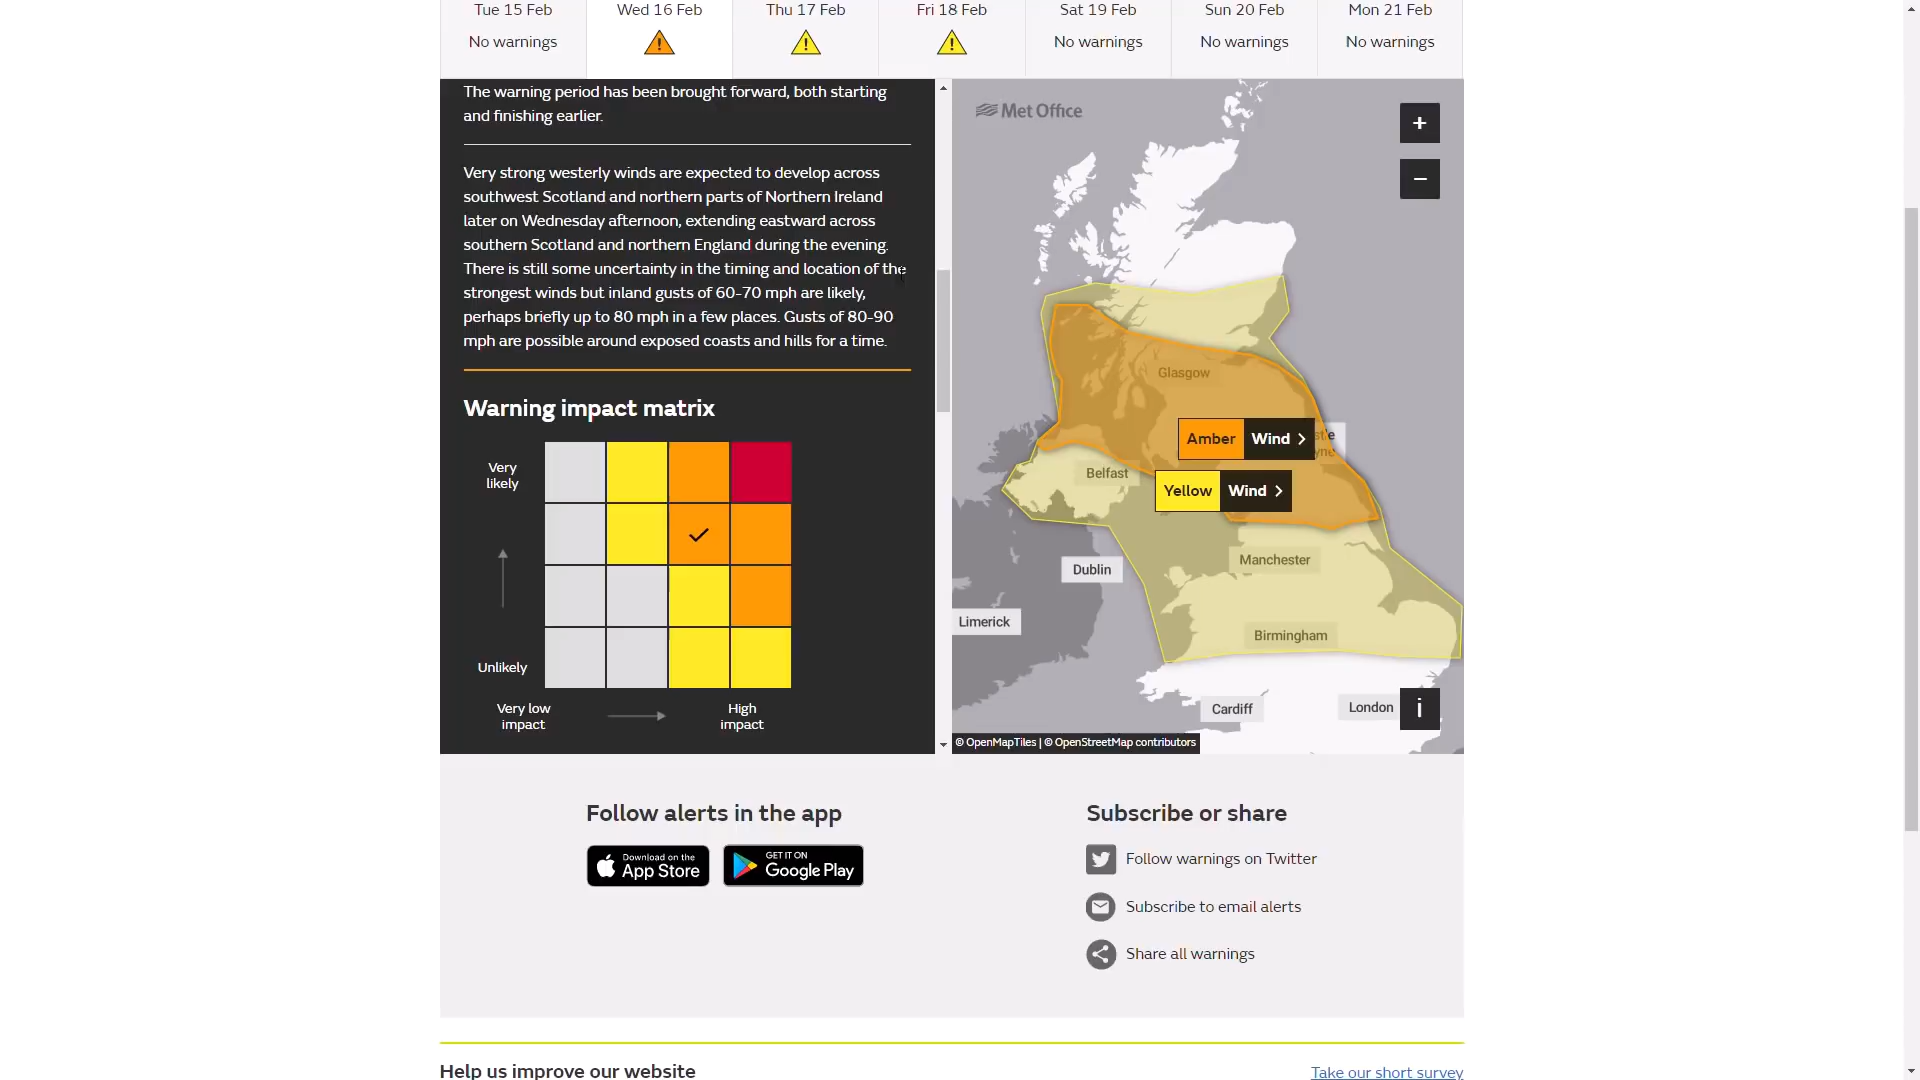 Tue 15 Feb
No warnings
Wed 16 Feb
Thu 17 Feb
Fri 18 Feb
Sat 19 Feb
No warnings
Sun 20 Feb
No warnings
Mon 21 Feb
No warnings
The warning period has been brought forward, both starting
and finishing earlier.
Very strong westerly winds are expected to develop across
southwest Scotland and northern parts of Northern Ireland
later on Wednesday afternoon, extending eastward across
southern Scotland and northern England during the evening.
There is still some uncertainty in the timing and location of the
strongest winds but inland gusts of 60-70 mph are likely,
perhaps briefly up to 80 mph in a few places. Gusts of 80-90
mph are possible around exposed coasts and hills for a time.
Warning impact matrix
Very
likely
Unlikely
Very low
impact
High
impact
Met Office
+
−
Glasgow
Amber Wind
Belfast
Yellow Wind
Manchester
Dublin
Limerick
Birmingham
Cardiff
London
i
© OpenMapTiles | © OpenStreetMap contributors
Follow alerts in the app
Download on the
App Store
GET IT ON
Google Play
Subscribe or share
Follow warnings on Twitter
Subscribe to email alerts
Share all warnings
Help us improve our website
Take our short survey